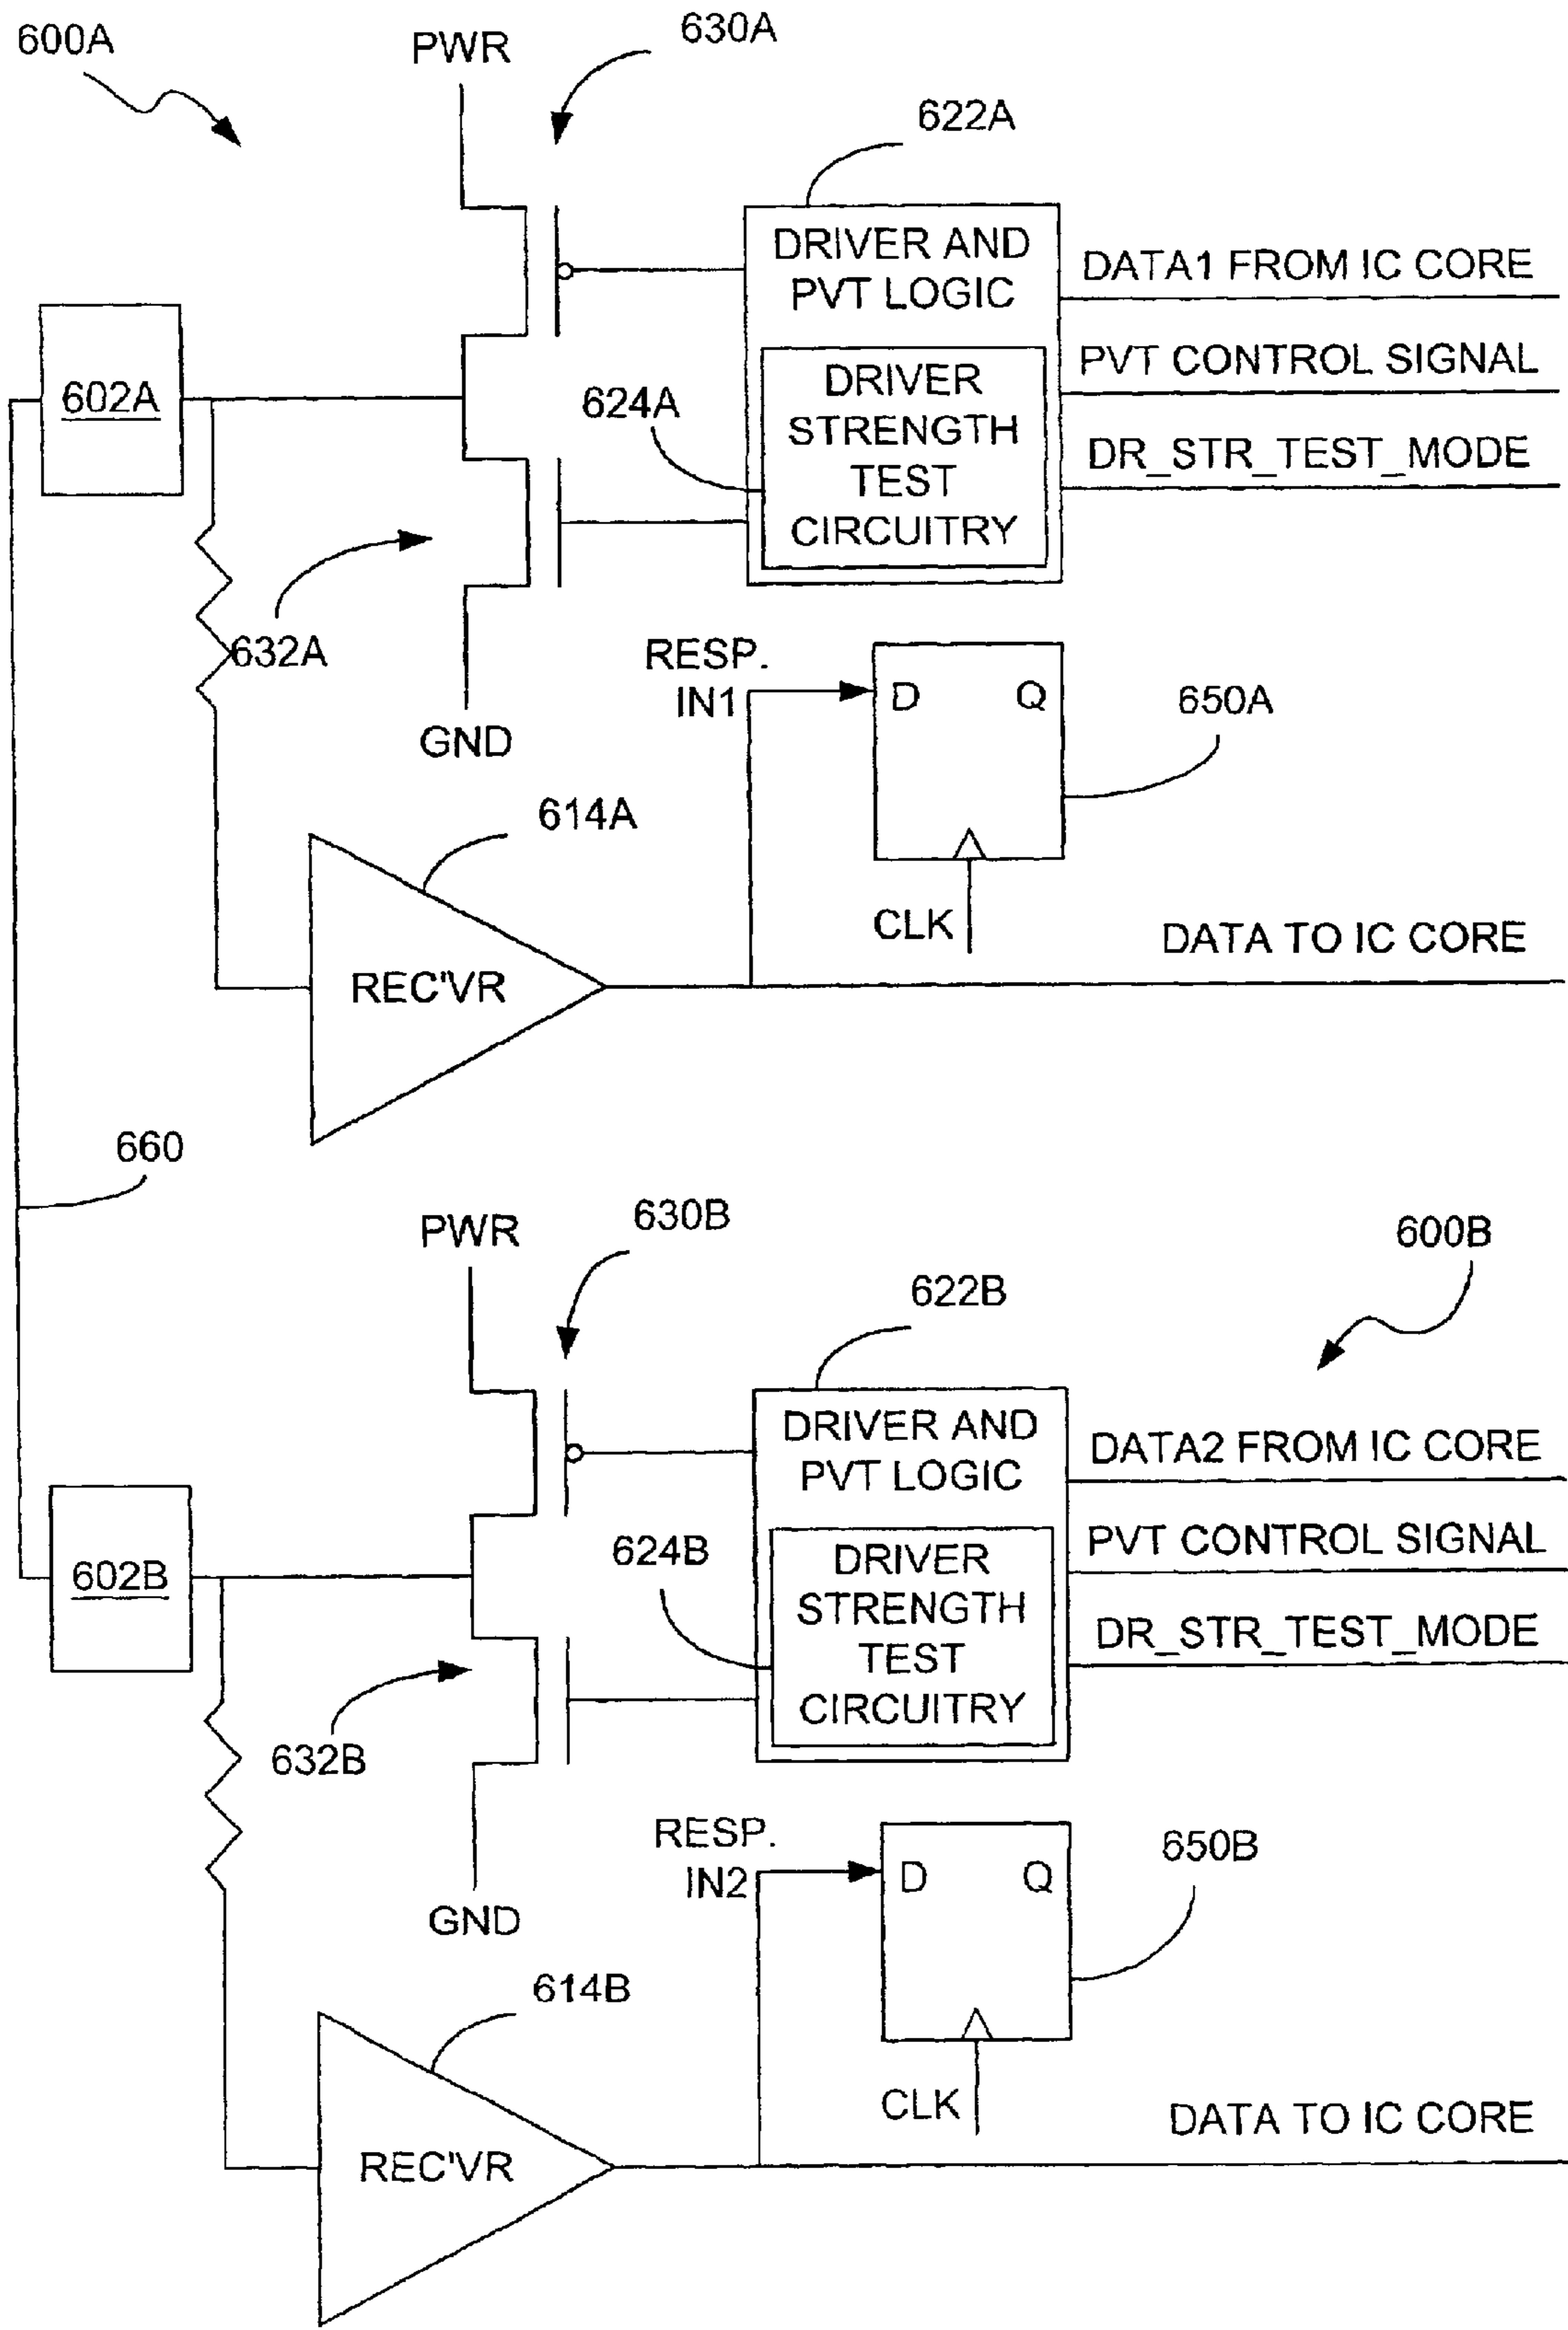 600A
PWR
630A
622A
DRIVER AND
PVT LOGIC
DATA1 FROM IC CORE
PVT CONTROL SIGNAL
DR_STR_TEST_MODE
602A
624A
DRIVER
STRENGTH
TEST
CIRCUITRY
632A
GND
RESP.
IN1
D Q
650A
CLK
614A
REC'VR
DATA TO IC CORE
660
PWR
630B
600B
622B
DRIVER AND
PVT LOGIC
DATA2 FROM IC CORE
PVT CONTROL SIGNAL
DR_STR_TEST_MODE
602B
624B
DRIVER
STRENGTH
TEST
CIRCUITRY
632B
GND
RESP.
IN2
D Q
650B
CLK
614B
REC'VR
DATA TO IC CORE